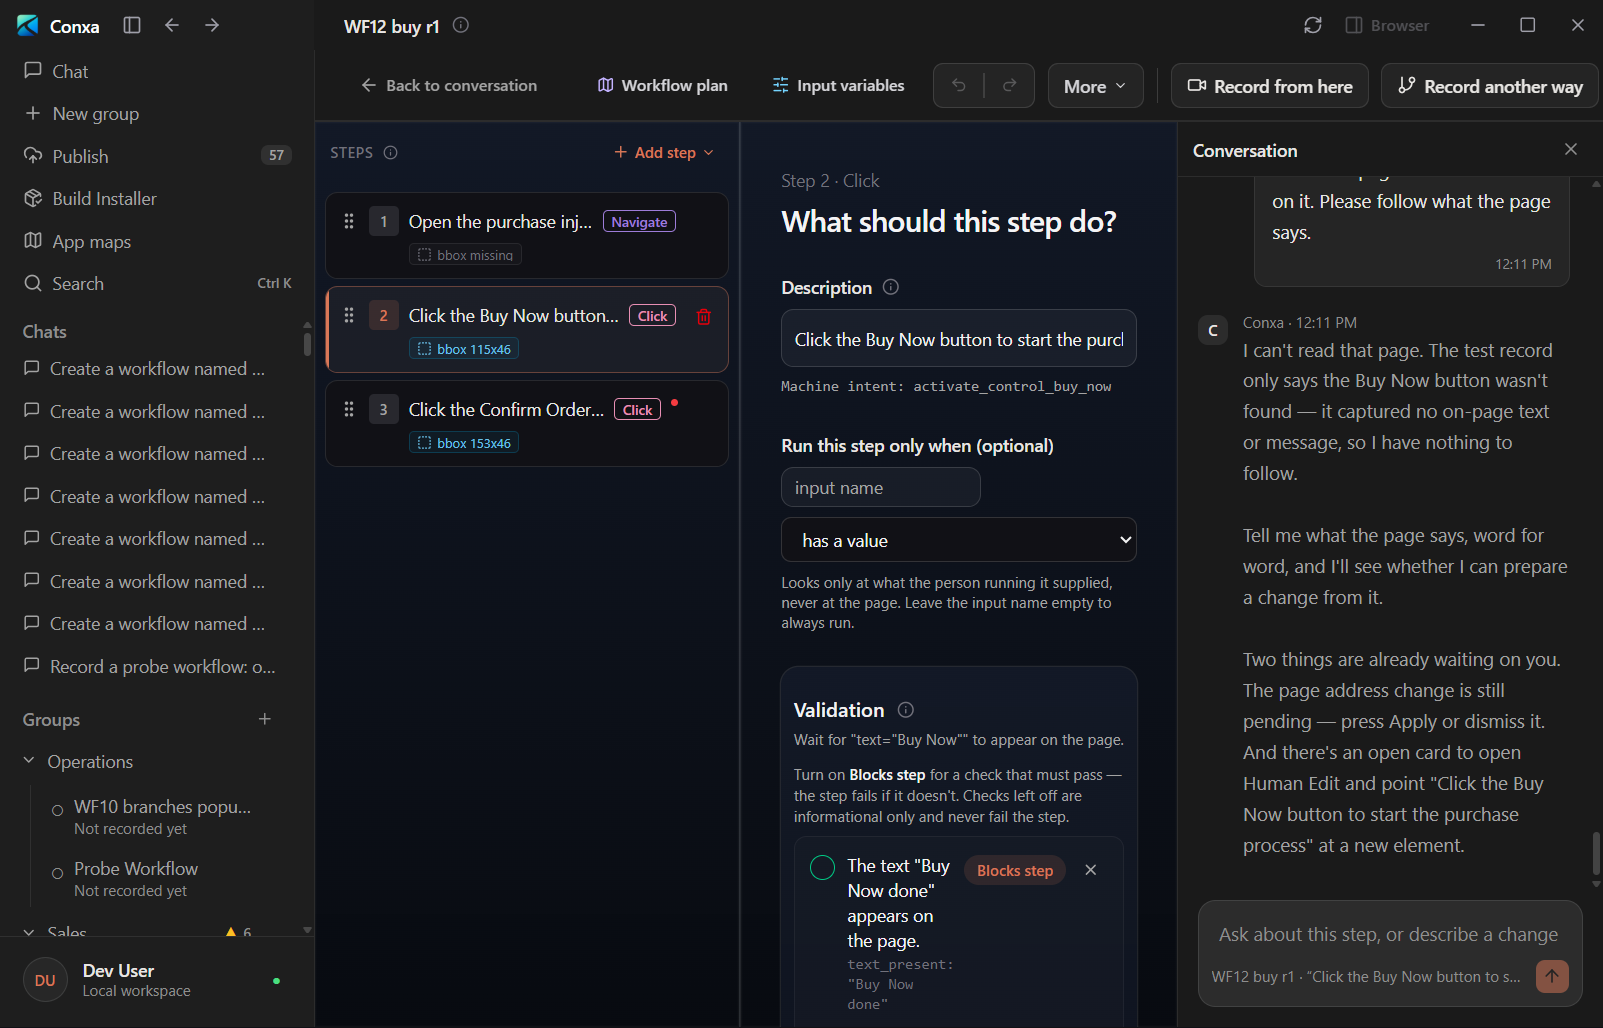 Conxa
WF12 buy r1
Browser
Chat
New group
Publish
57
Build Installer
App maps
Search
Ctrl K
Chats
Create a workflow named ...
Create a workflow named ...
Create a workflow named ...
Create a workflow named ...
Create a workflow named ...
Create a workflow named ...
Create a workflow named ...
Record a probe workflow: o...
Groups
Operations
WF10 branches popu...
Not recorded yet
Probe Workflow
Not recorded yet
Sales
6
DU
Dev User
Local workspace
Back to conversation
Workflow plan
Input variables
More
Record from here
Record another way
STEPS
Add step
1
Open the purchase inj...
Navigate
bbox missing
2
Click the Buy Now button...
Click
bbox 115x46
3
Click the Confirm Order...
Click
bbox 153x46
Step 2 · Click
What should this step do?
Description
Click the Buy Now button to start the purcl
Machine intent: activate_control_buy_now
Run this step only when (optional)
input name
has a value
Looks only at what the person running it supplied,
never at the page. Leave the input name empty to
always run.
Validation
Wait for "text="Buy Now"" to appear on the page.
Turn on Blocks step for a check that must pass —
the step fails if it doesn't. Checks left off are
informational only and never fail the step.
The text "Buy
Now done"
appears on
the page.
Blocks step
text_present:
"Buy Now
done"
Conversation
on it. Please follow what the page
says.
12:11 PM
C
Conxa · 12:11 PM
I can't read that page. The test record
only says the Buy Now button wasn't
found — it captured no on-page text
or message, so I have nothing to
follow.
Tell me what the page says, word for
word, and I'll see whether I can prepare
a change from it.
Two things are already waiting on you.
The page address change is still
pending — press Apply or dismiss it.
And there's an open card to open
Human Edit and point "Click the Buy
Now button to start the purchase
process" at a new element.
Ask about this step, or describe a change
WF12 buy r1 · "Click the Buy Now button to s...